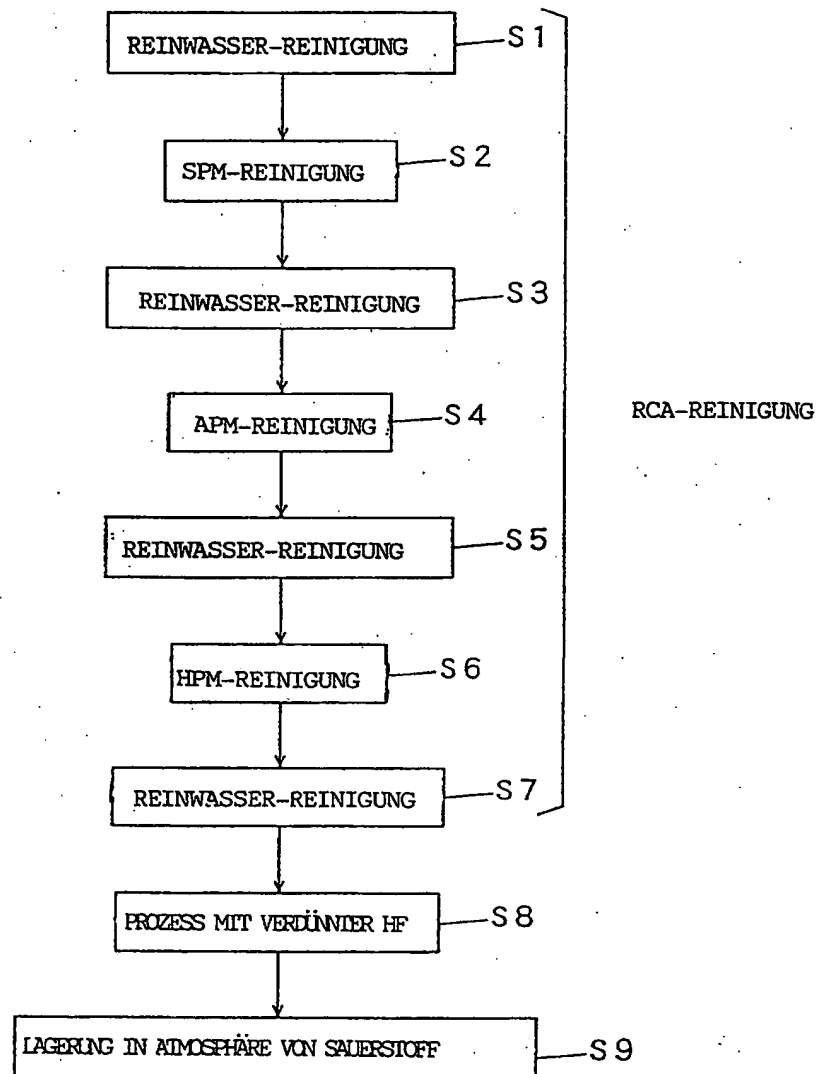 REINWASSER-REINIGUNG S1
SPM-REINIGUNG S2
REINWASSER-REINIGUNG S3
APM-REINIGUNG S4
RCA-REINIGUNG
REINWASSER-REINIGUNG S5
HPM-REINIGUNG S6
REINWASSER-REINIGUNG S7
PROZESS MIT VERDÜNNTER HF S8
LAGERUNG IN ATMOSPHÄRE VON SAUERSTOFF S9